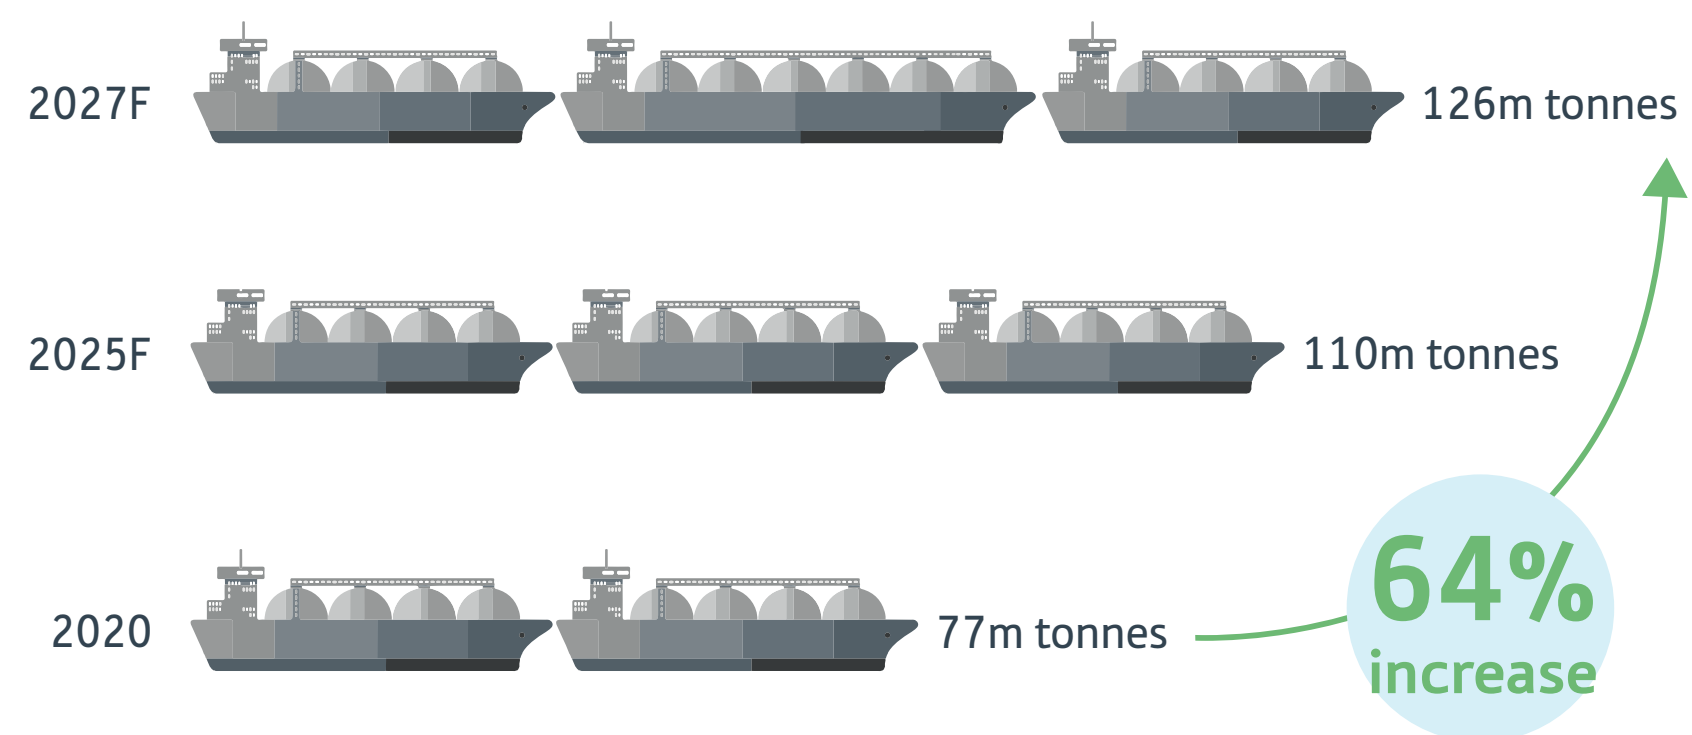 2027F 126m tonnes
2025F 110m tonnes
2020 77m tonnes
64%
increase